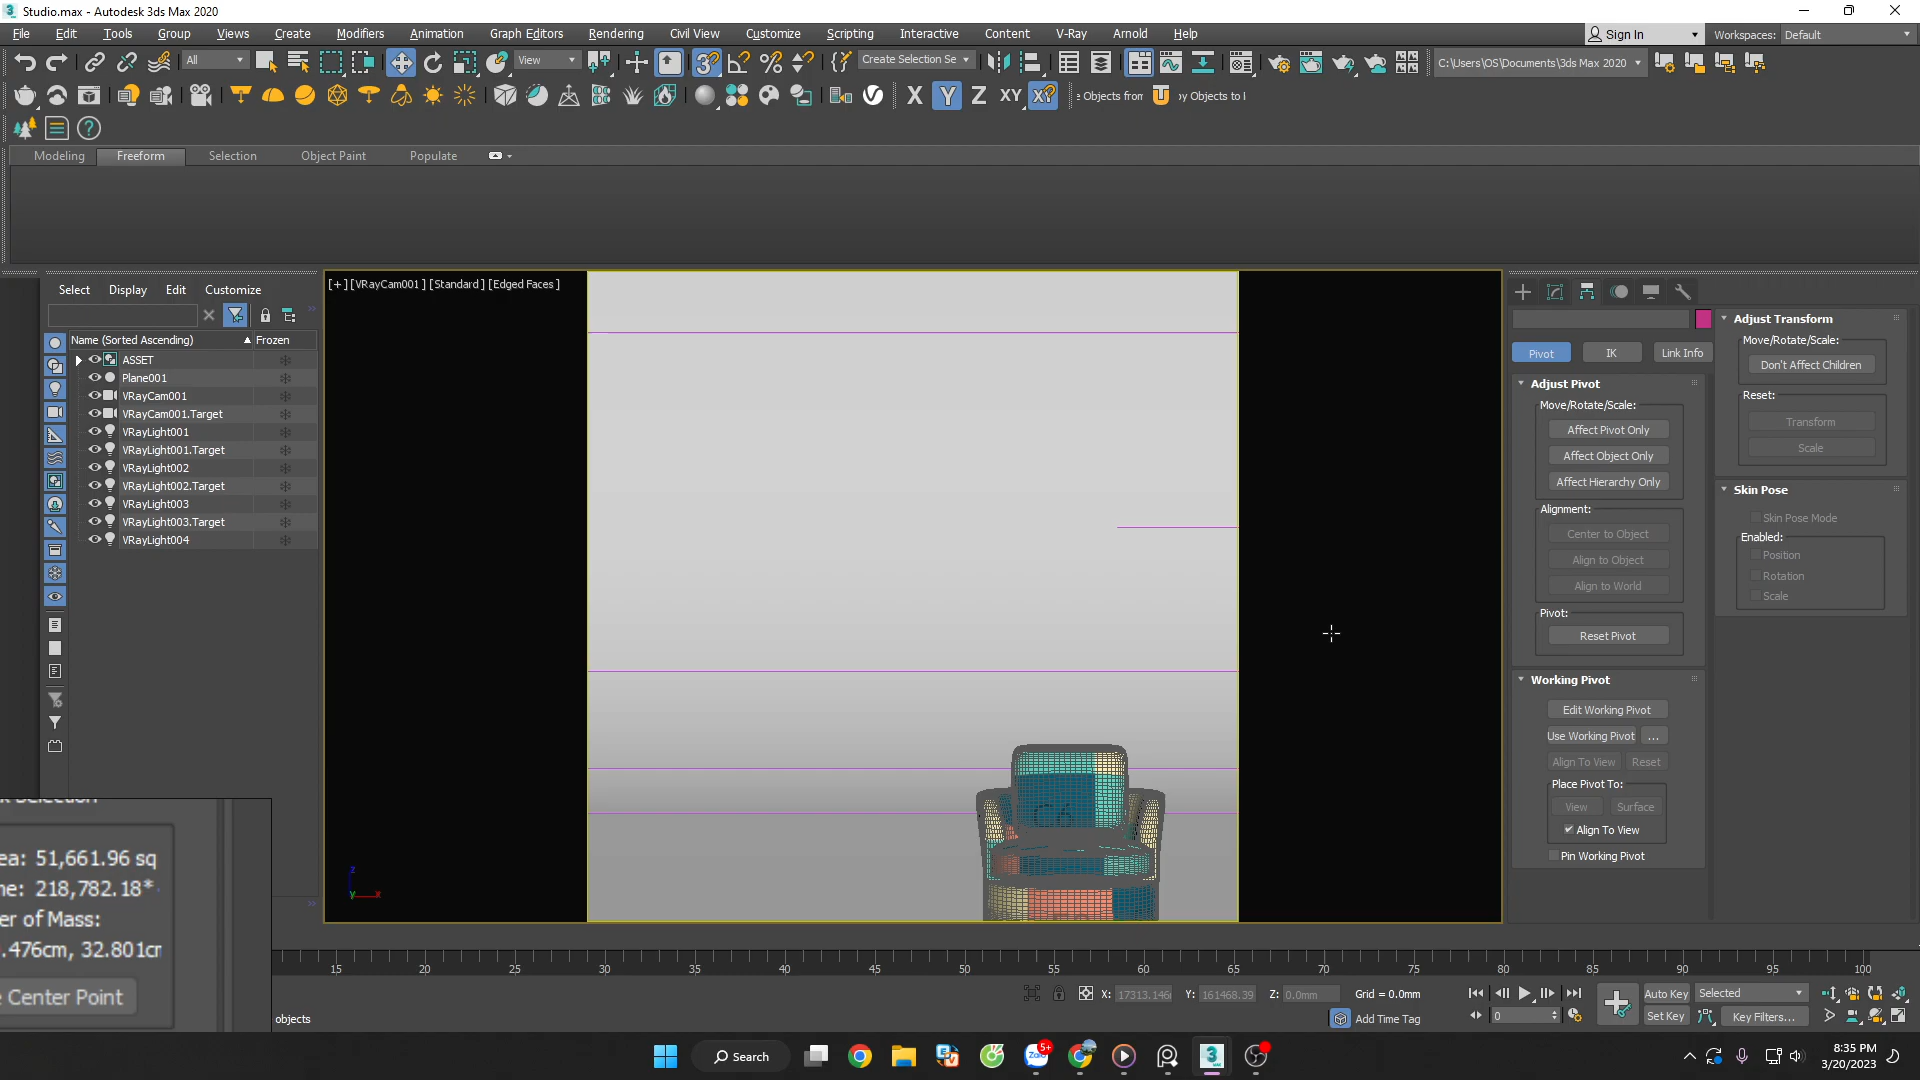 Studio.max - Autodesk 3ds Max 2020
File Edit Tools Group Views Create Modifiers Animation Graph Editors Rendering Civil View Customize Scripting Interactive Content V-Ray Arnold Help
Sign In
Workspaces: Default
All
View
Create Selection Se
C:\Users\OS\Documents\3ds Max 2020
X Y Z XY XY
e Objects fron
oy Objects to I
Modeling Freeform Selection Object Paint Populate
Select Display Edit Customize
Name (Sorted Ascending) Frozen
ASSET
Plane001
VRayCam001
VRayCam001.Target
VRayLight001
VRayLight001.Target
VRayLight002
VRayLight002.Target
VRayLight003
VRayLight003.Target
VRayLight004
ea: 51,661.96 sq
ne: 218,782.18*
er of Mass:
.476cm, 32.801cr
e Center Point
[+] [VRayCam001] [Standard] [Edged Faces]
z
y x
Pivot IK Link Info
Adjust Pivot
Move/Rotate/Scale:
Affect Pivot Only
Affect Object Only
Affect Hierarchy Only
Alignment:
Center to Object
Align to Object
Align to World
Pivot:
Reset Pivot
Working Pivot
Edit Working Pivot
Use Working Pivot ...
Align To View Reset
Place Pivot To:
View Surface
Align To View
Pin Working Pivot
Adjust Transform
Move/Rotate/Scale:
Don't Affect Children
Reset:
Transform
Scale
Skin Pose
Skin Pose Mode
Enabled:
Position
Rotation
Scale
15 20 25 30 35 40 45 50 55 60 65 70 75 80 85 90 95 100
X: 17313.146 Y: 161468.39 Z: 0.0mm Grid = 0.0mm
objects
Add Time Tag
0
Auto Key Selected
Set Key Key Filters...
Search
Zalo
5+
3
8:35 PM
3/20/2023